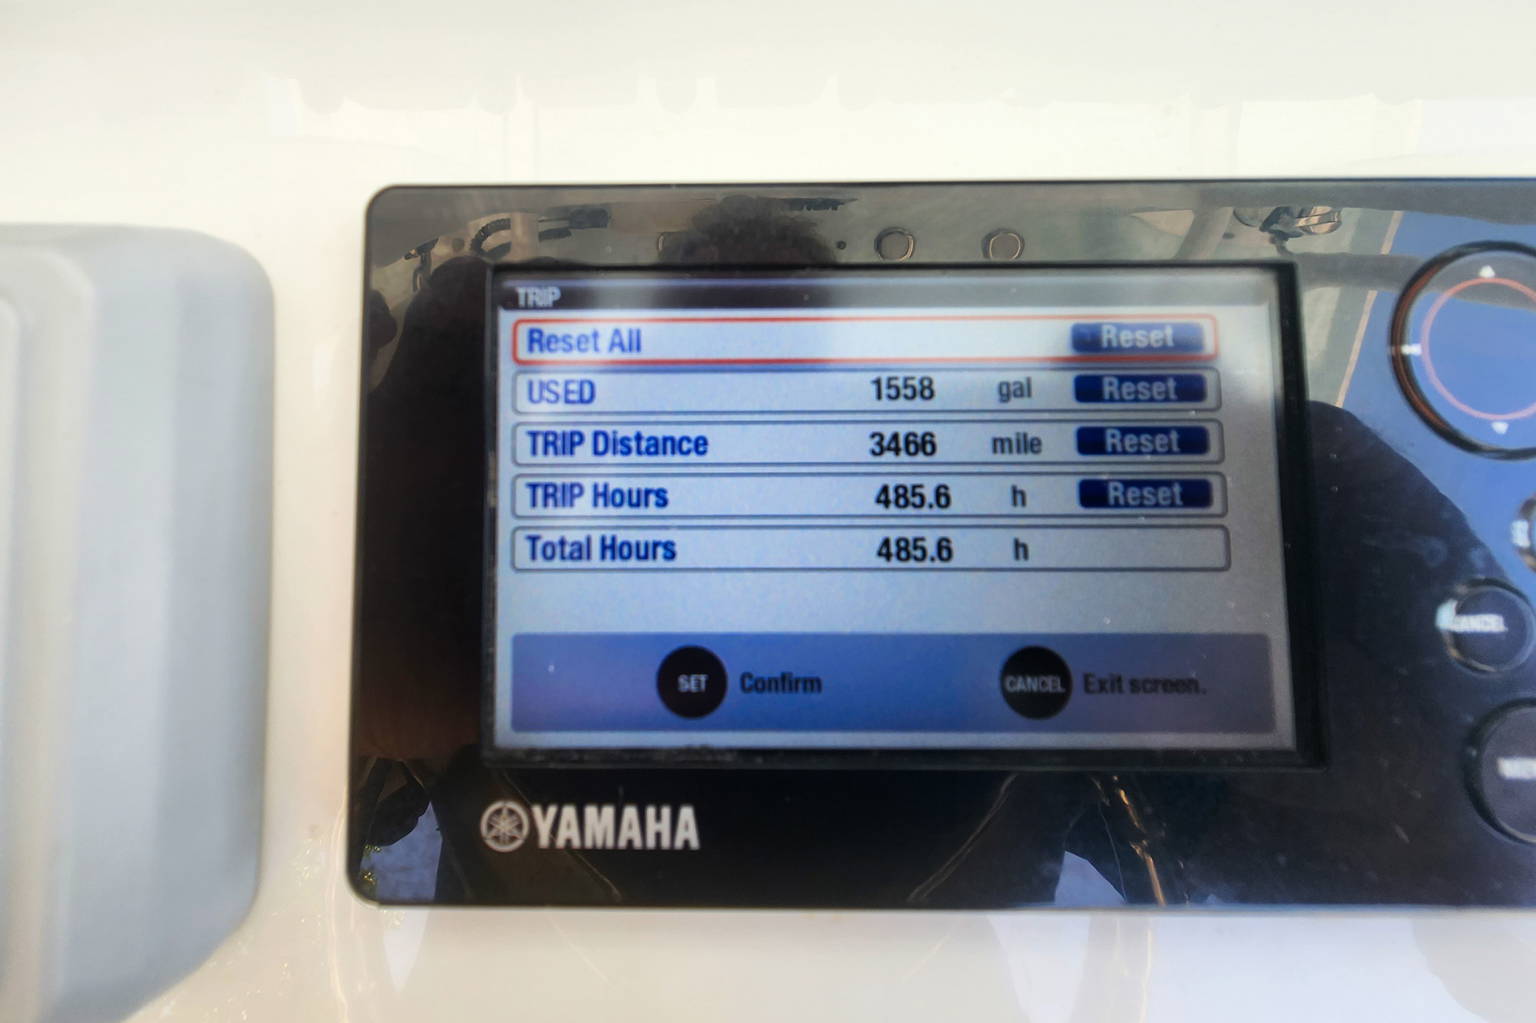 TRIP
Reset All Reset
USED 1558 gal Reset
TRIP Distance 3466 mile Reset
TRIP Hours 485.6 h Reset
Total Hours 485.6 h
SET Confirm CANCEL Exit screen.
CANCEL
YAMAHA